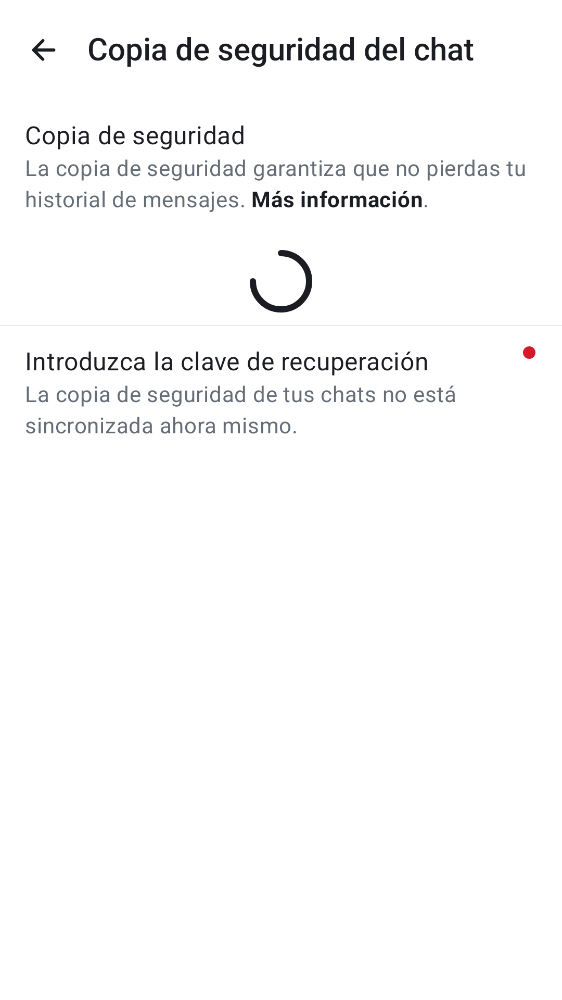 Copia de seguridad del chat
Copia de seguridad
La copia de seguridad garantiza que no pierdas tu
historial de mensajes. Más información.
Introduzca la clave de recuperación
La copia de seguridad de tus chats no está
sincronizada ahora mismo.